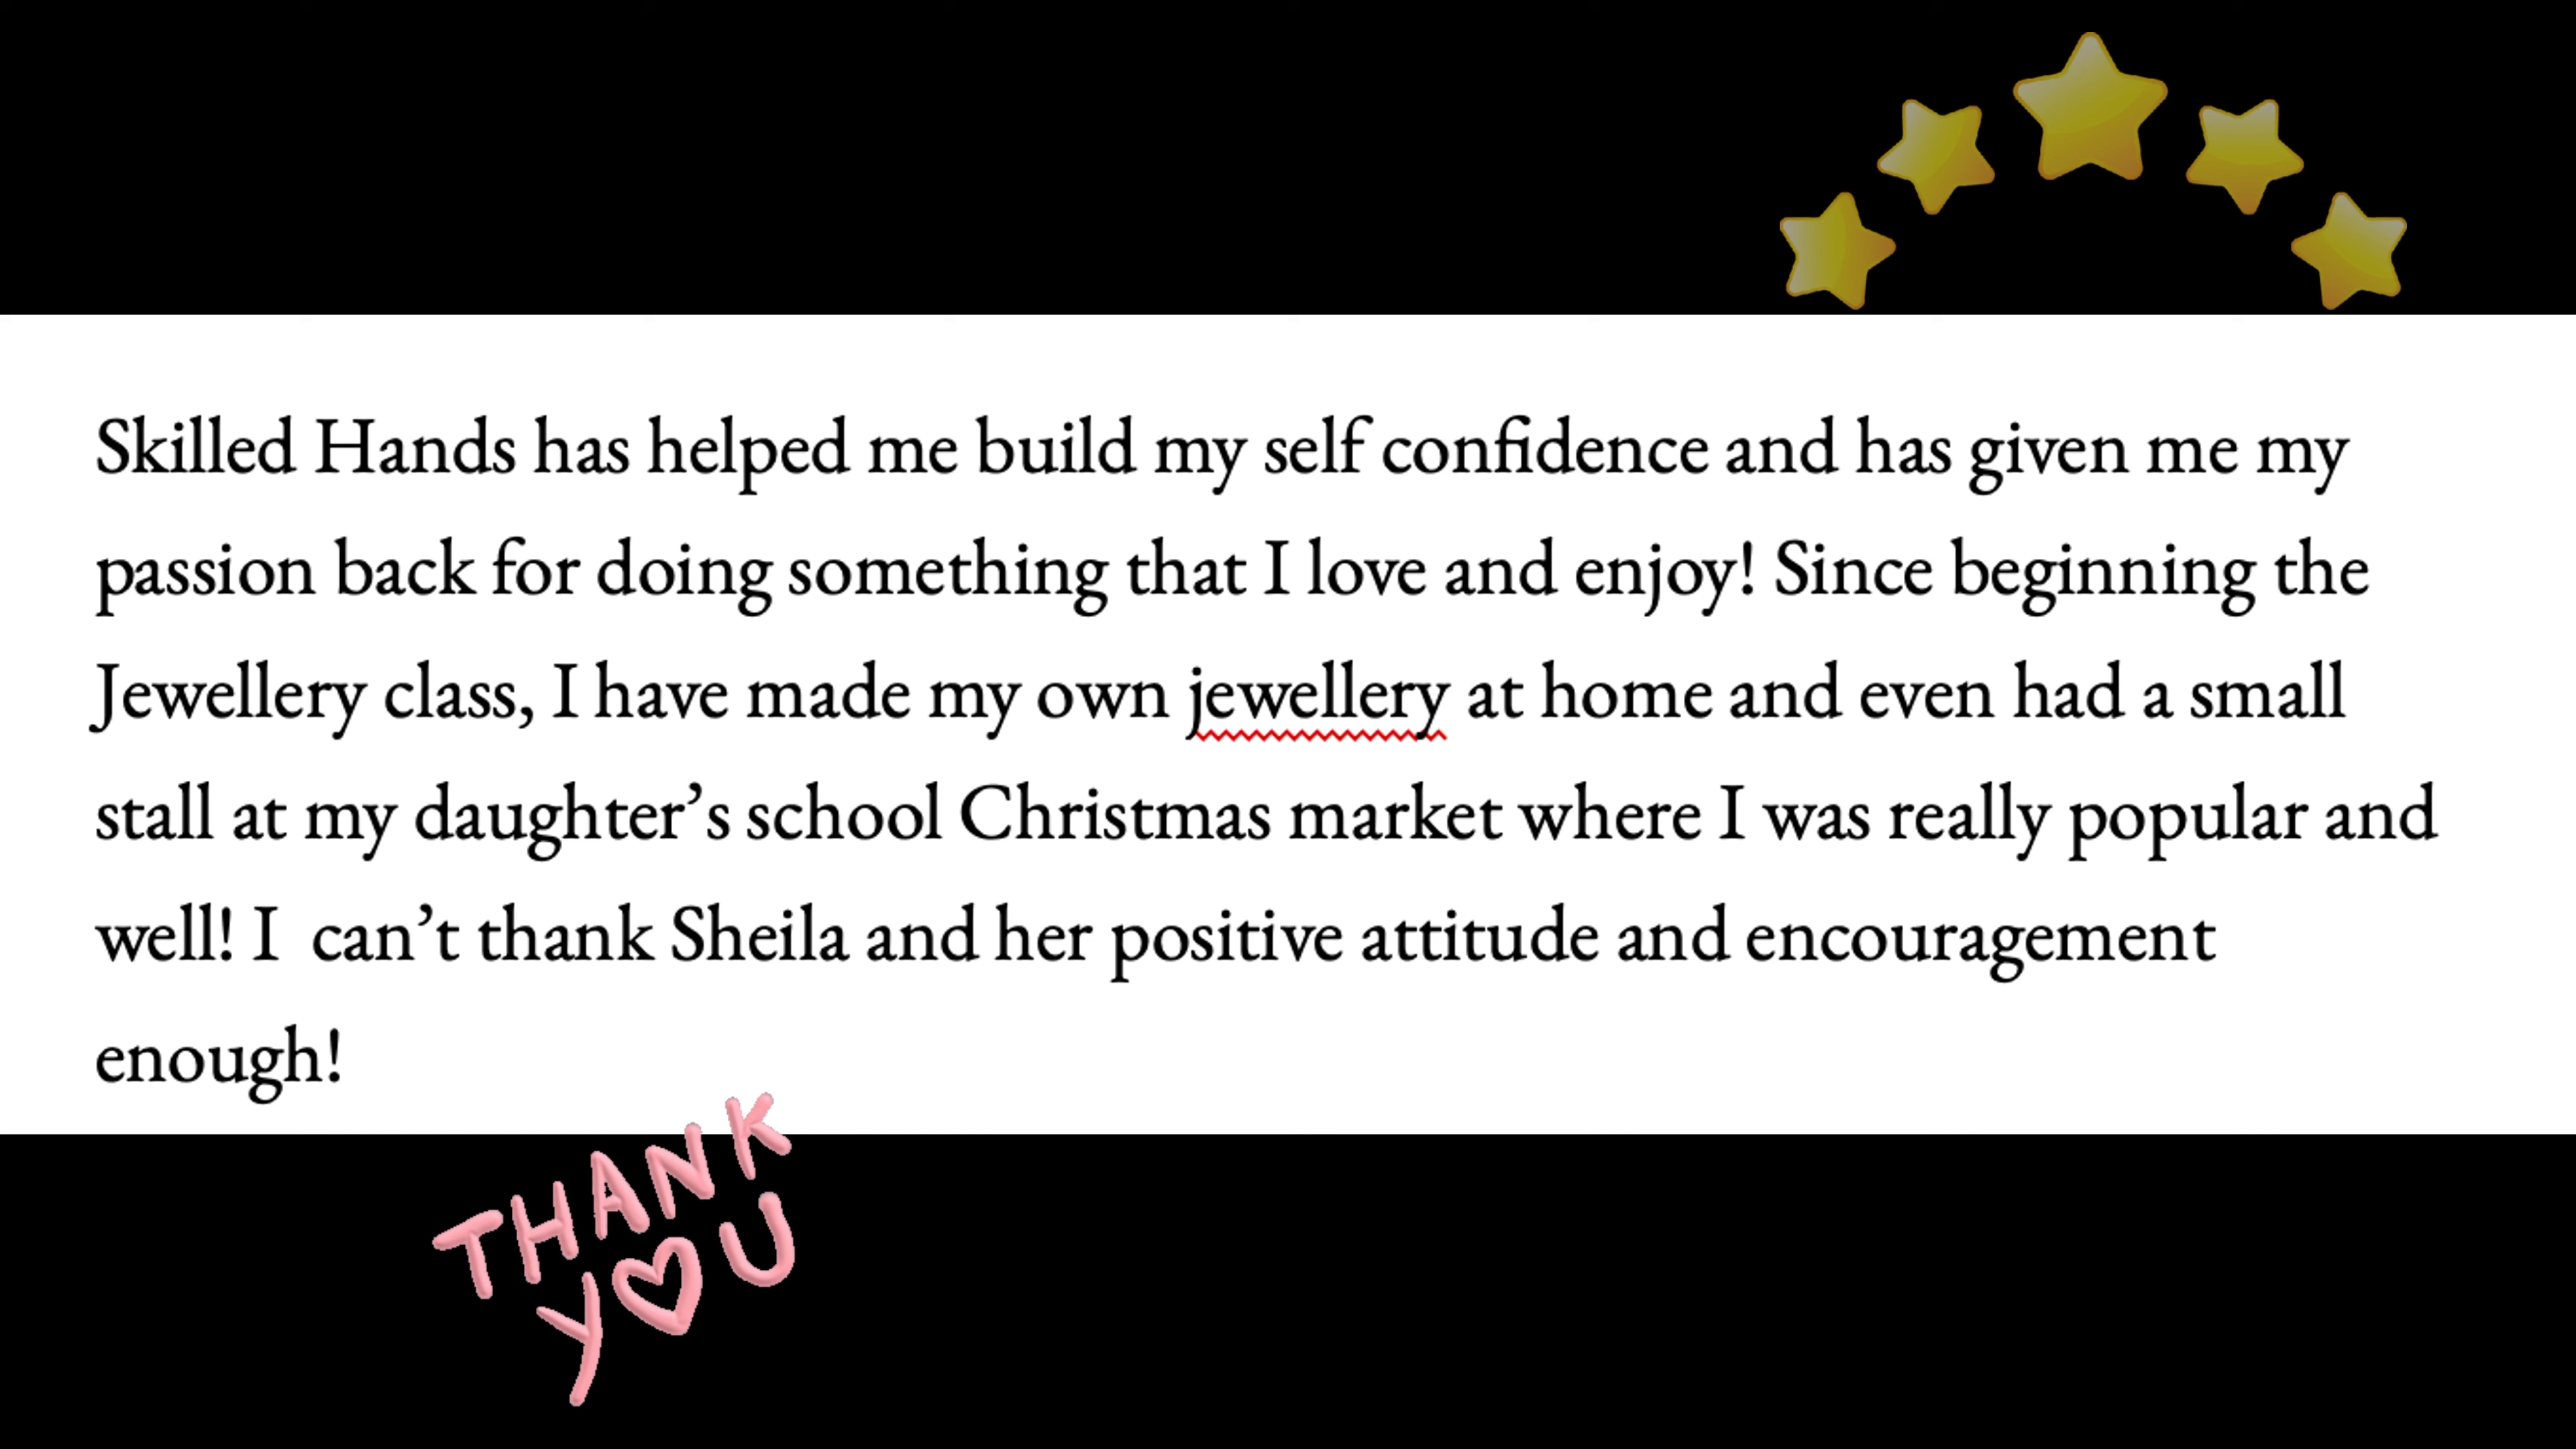 Skilled Hands has helped me build my self confidence and has given me my
passion back for doing something that I love and enjoy! Since beginning the
Jewellery class, I have made my own jewellery at home and even had a small
stall at my daughter’s school Christmas market where I was really popular and
well! I  can’t thank Sheila and her positive attitude and encouragement
enough!
THANK
YOU